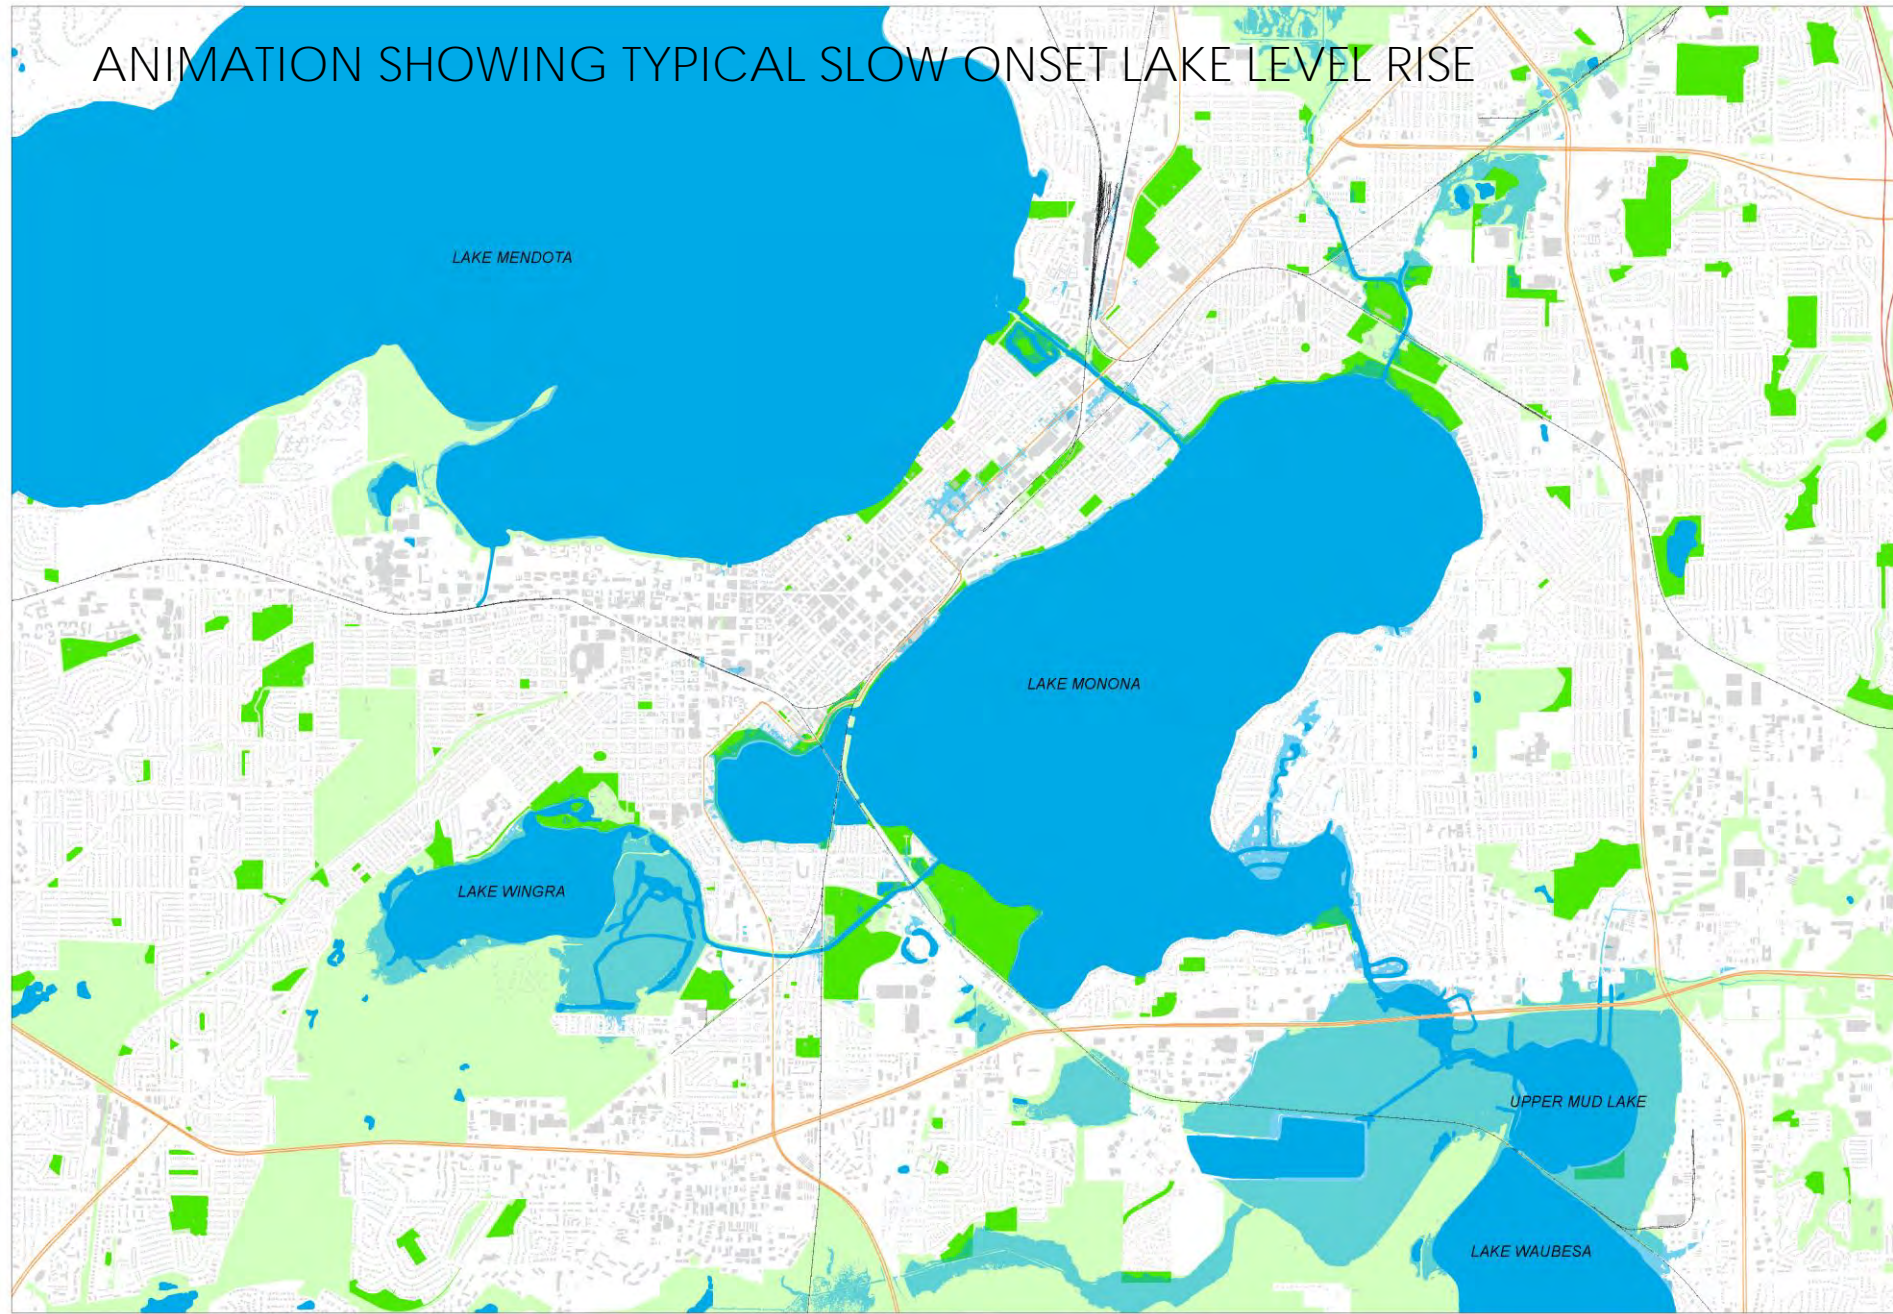 ANIMATION SHOWING TYPICAL SLOW ONSET LAKE LEVEL RISE
LAKE MENDOTA
LAKE MONONA
LAKE WINGRA
UPPER MUD LAKE
LAKE WAUBESA